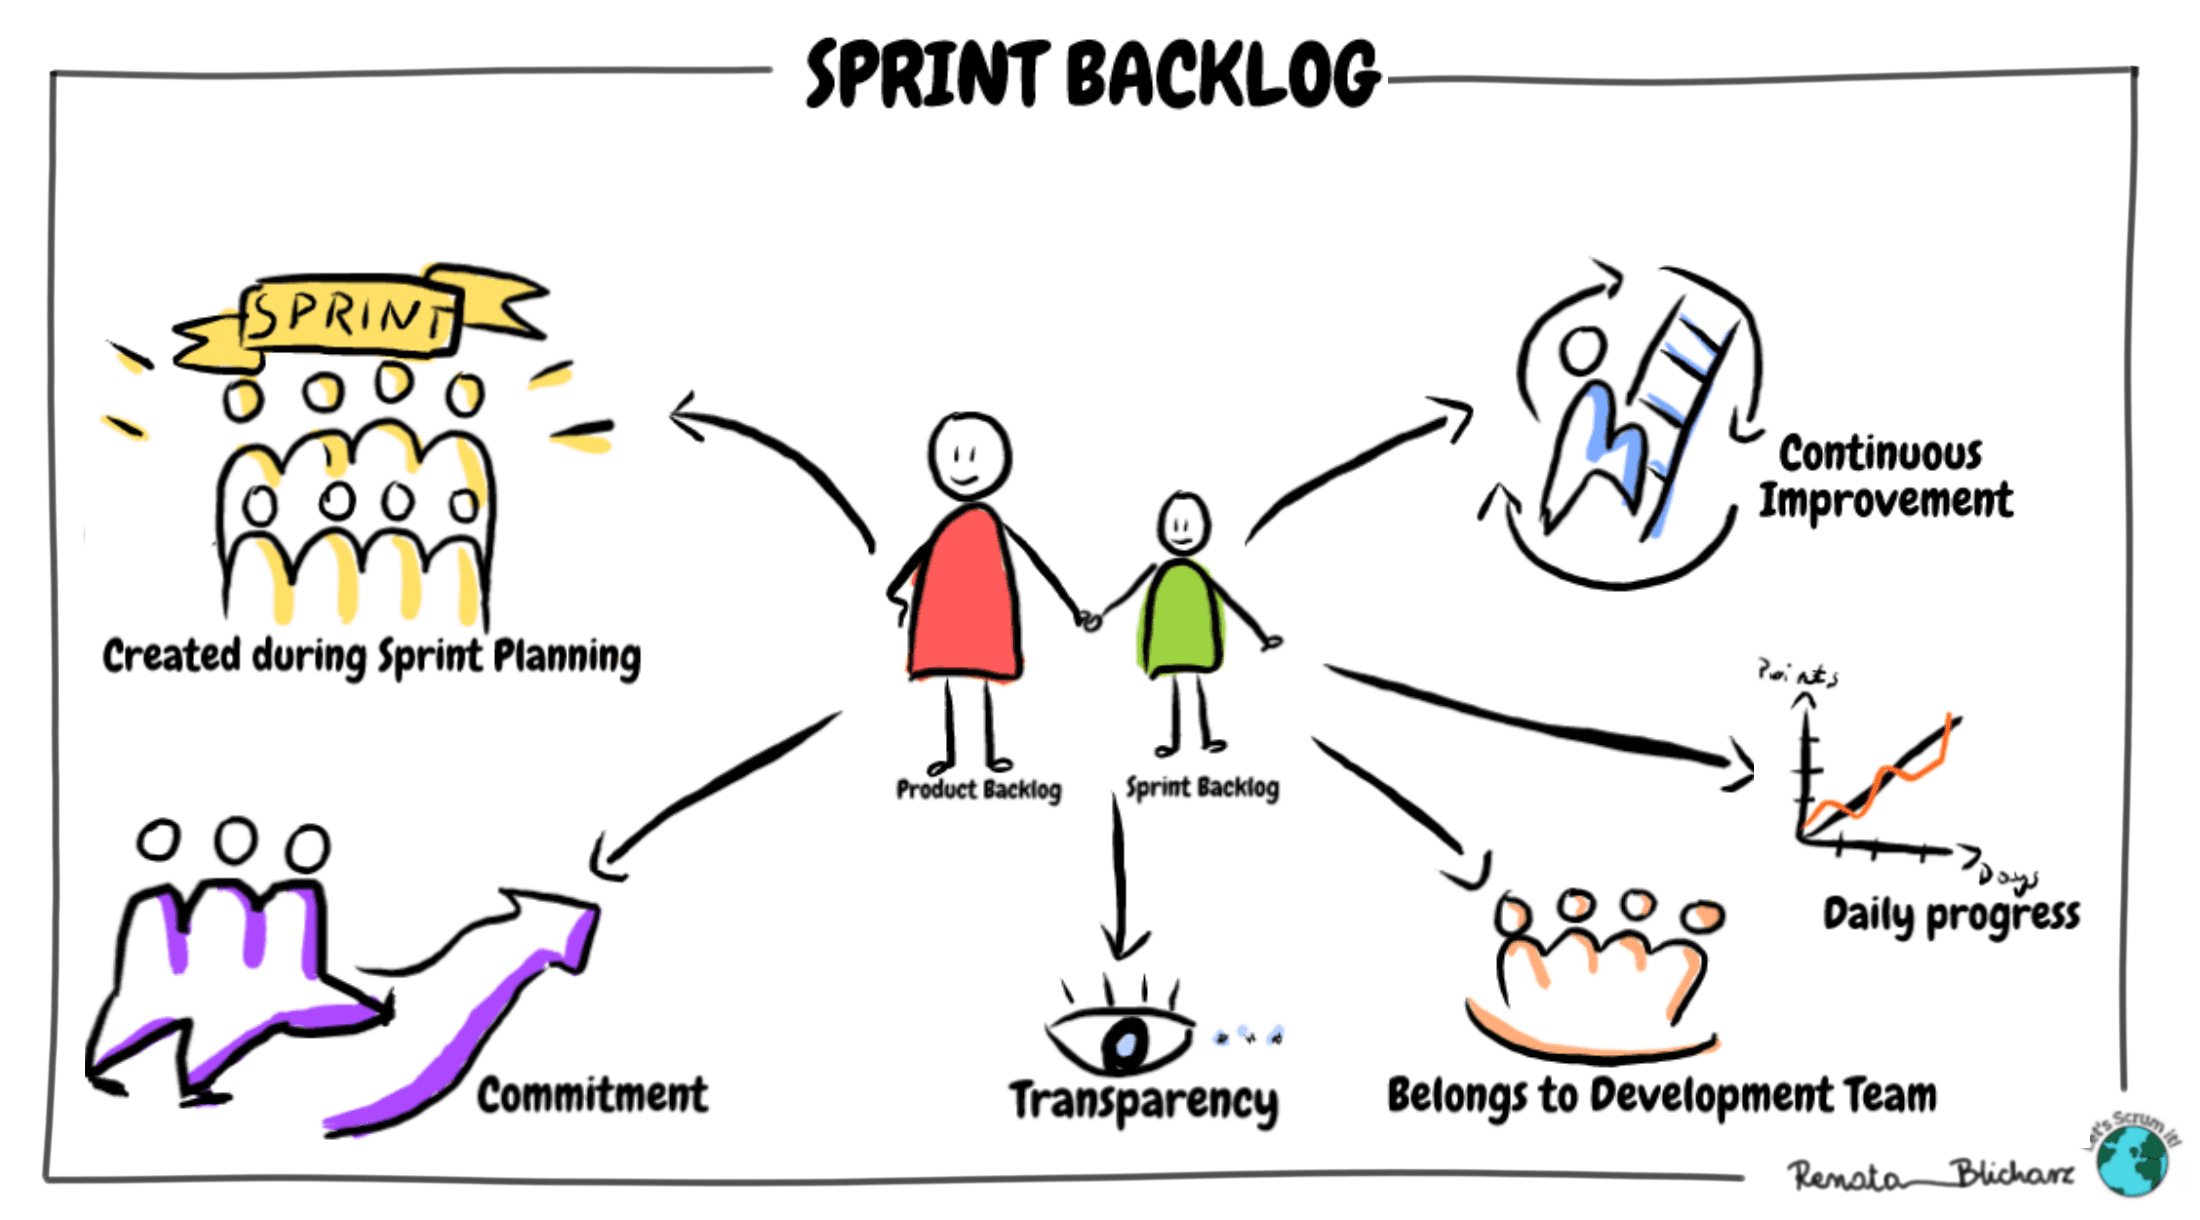 SPRINT BACKLOG
SPRINT
Created during Sprint Planning
Continuous
Improvement
Product Backlog
Sprint Backlog
Points
Days
Daily progress
Commitment
Transparency
Belongs to Development Team
Renata Blicharz
Let's Scrum it!